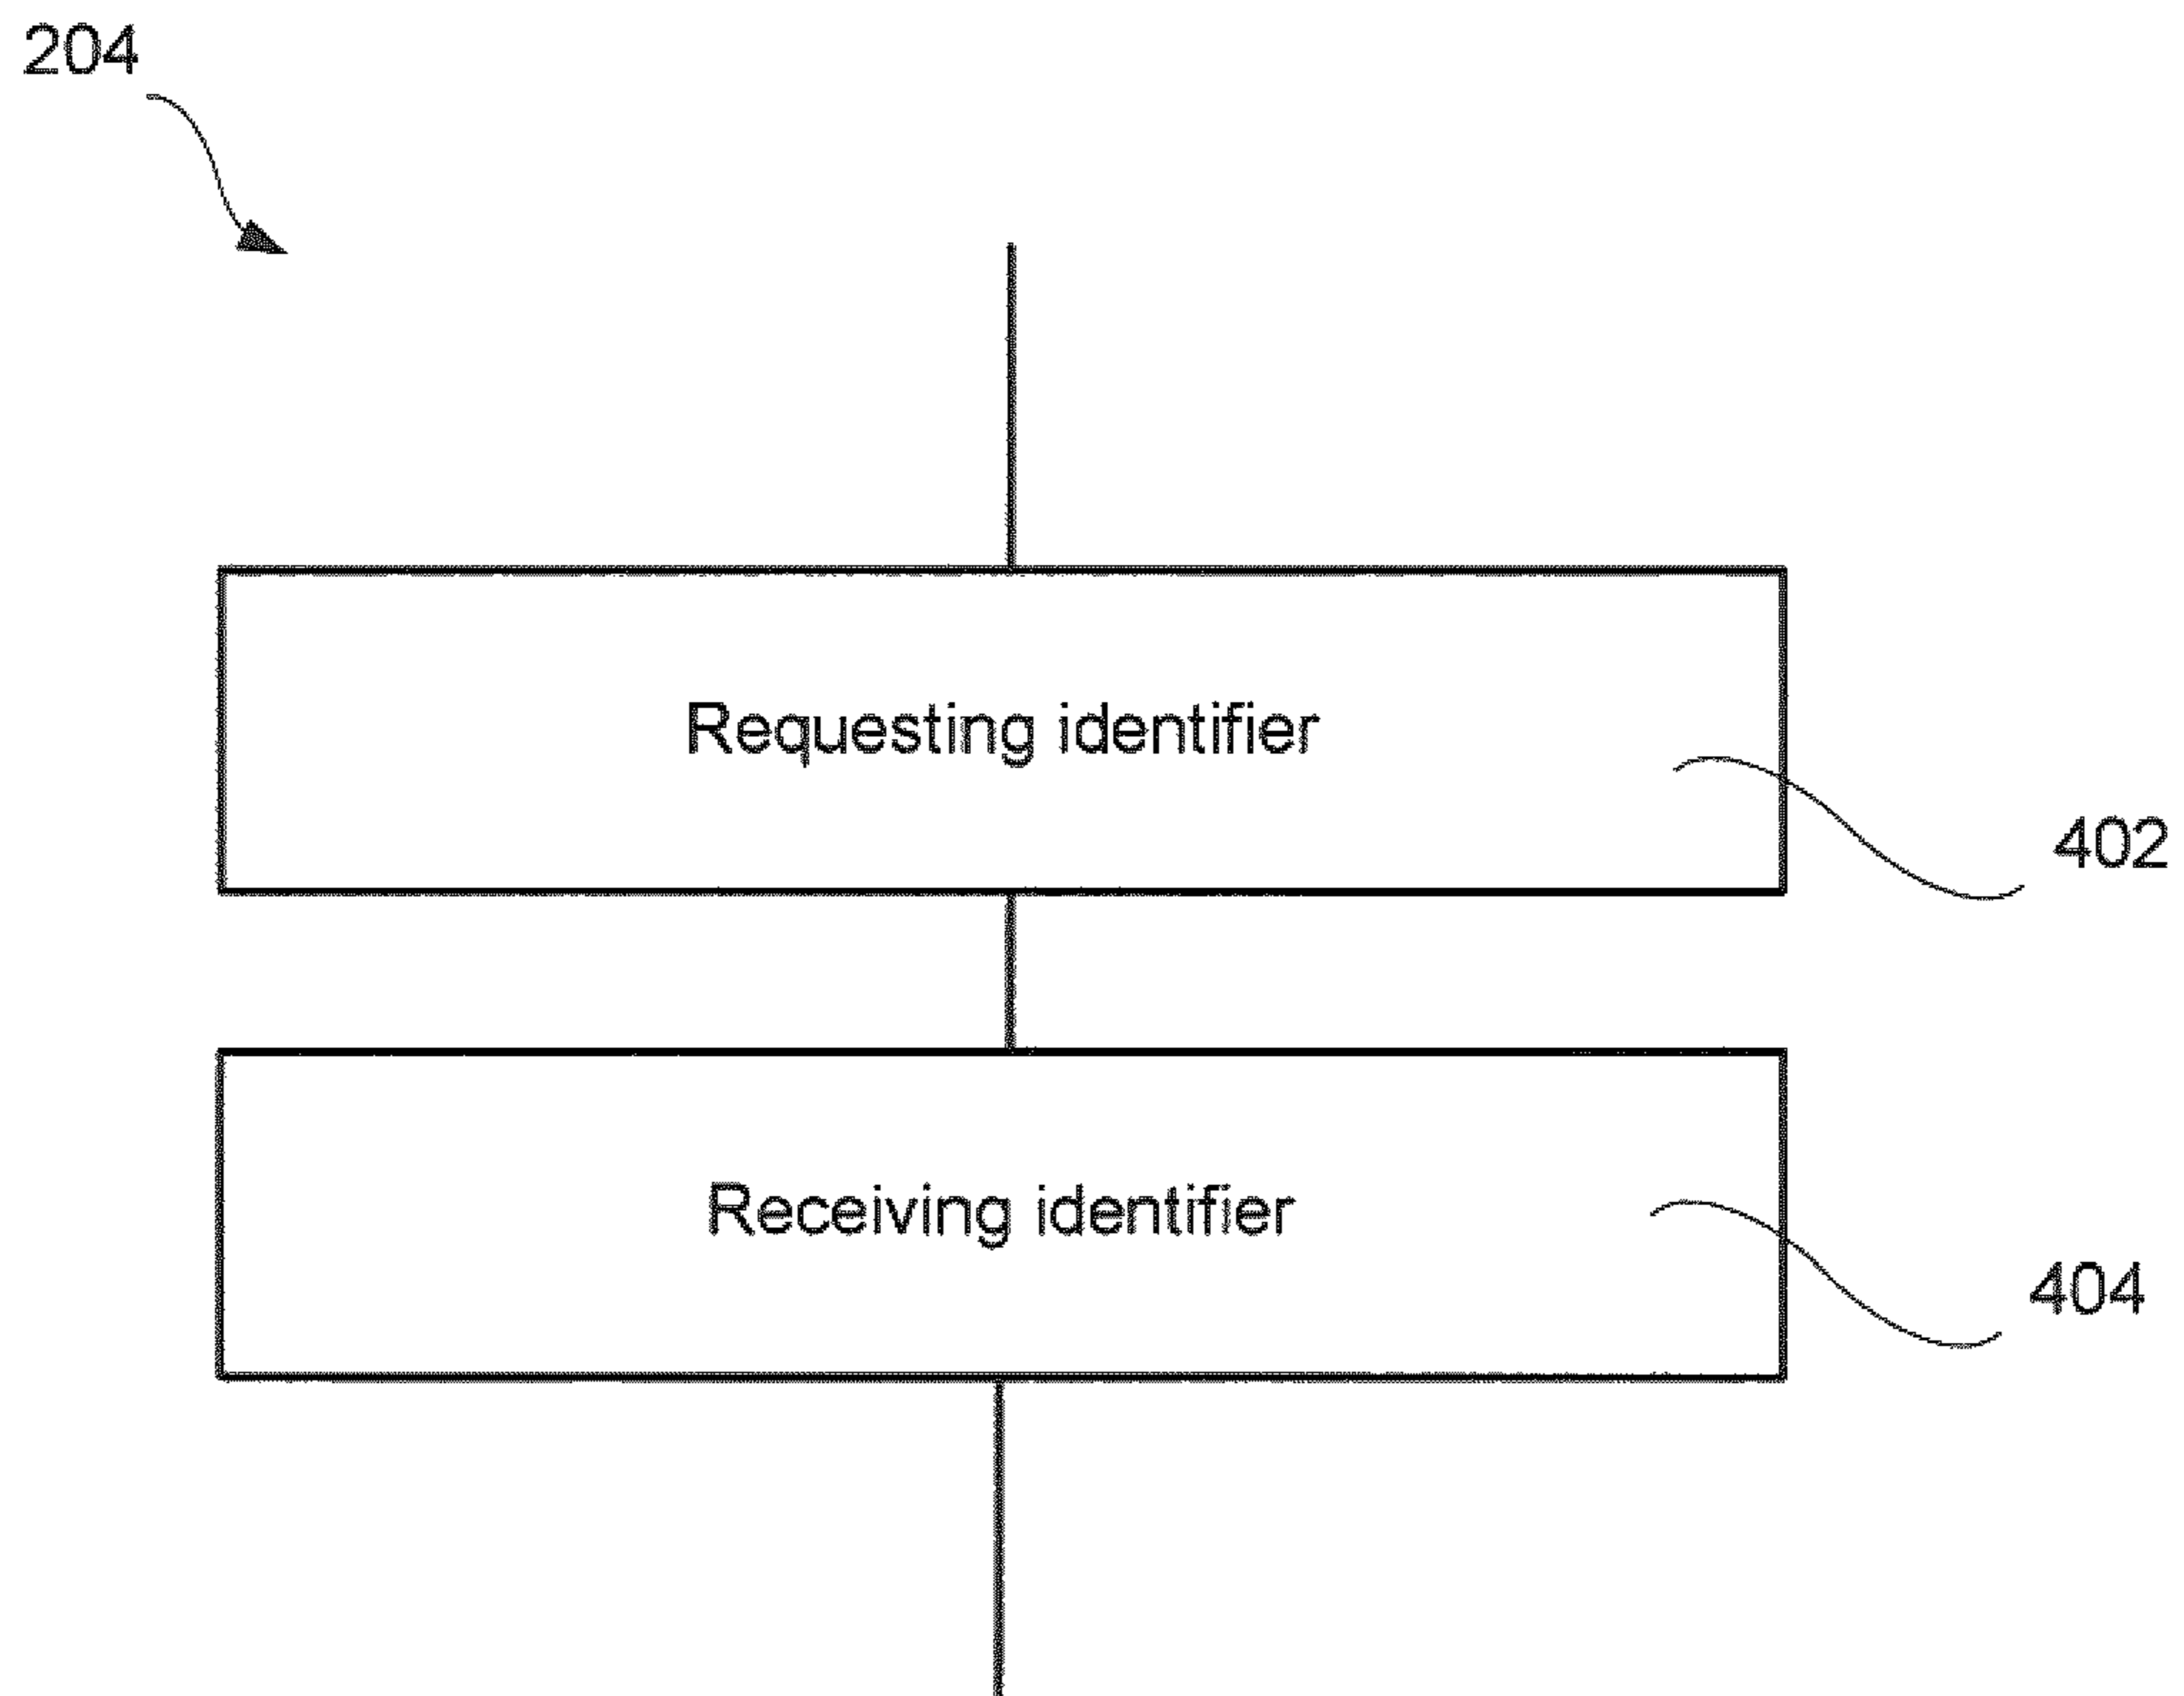 204
Requesting identifier
402
Receiving identifier
404